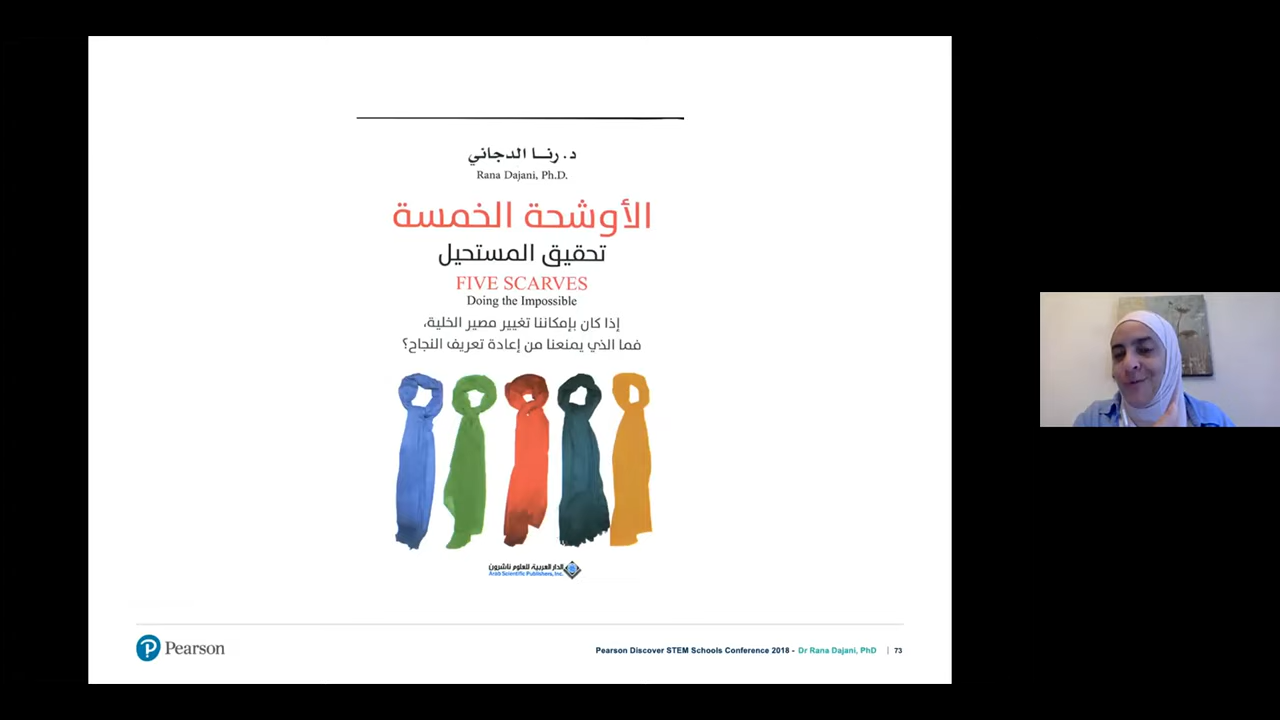 د. رنا الدجاني
Rana Dajani, Ph.D.
الأوشحة الخمسة
تحقيق المستحيل
FIVE SCARVES
Doing the Impossible
إذا كان بإمكاننا تغيير مصير الخلية،
فما الذي يمنعنا من إعادة تعريف النجاح؟
الدار العربية للعلوم ناشرون
Arab Scientific Publishers, Inc.
Pearson
Pearson Discover STEM Schools Conference 2018 - Dr Rana Dajani, PhD | 73